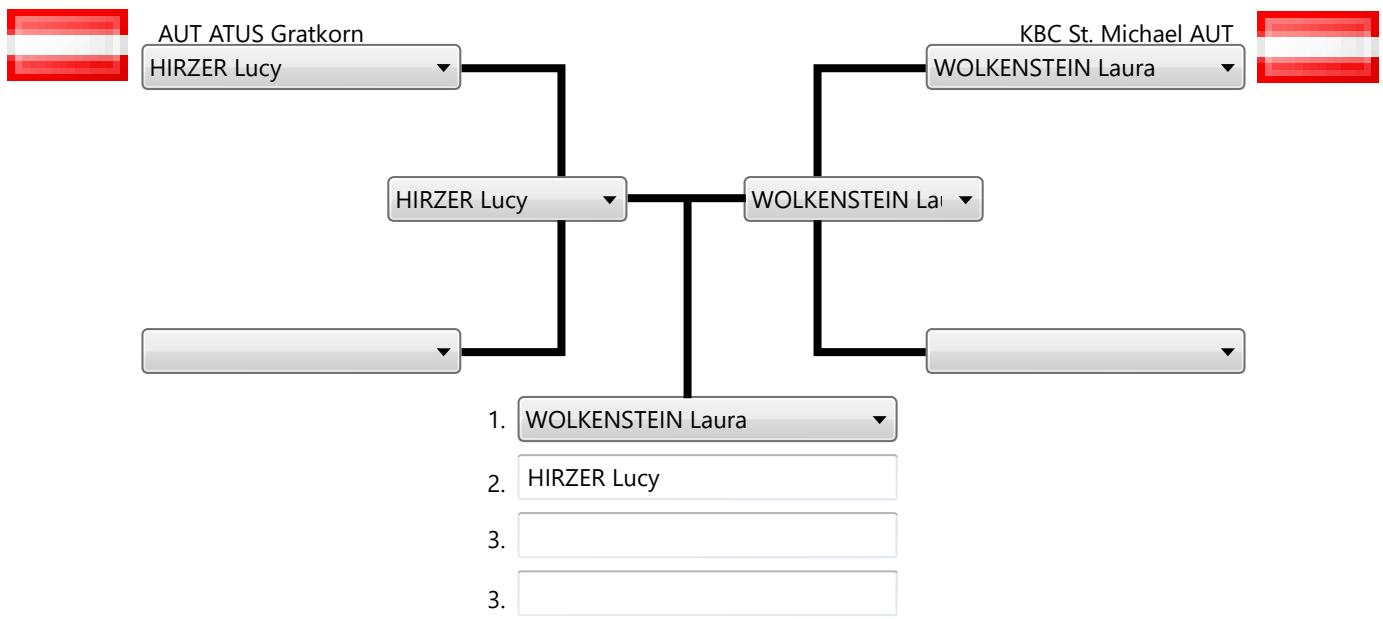 AUT ATUS Gratkorn
KBC St. Michael AUT
HIRZER Lucy
WOLKENSTEIN Laura
HIRZER Lucy
WOLKENSTEIN La
1. WOLKENSTEIN Laura
2. HIRZER Lucy
3.
3.